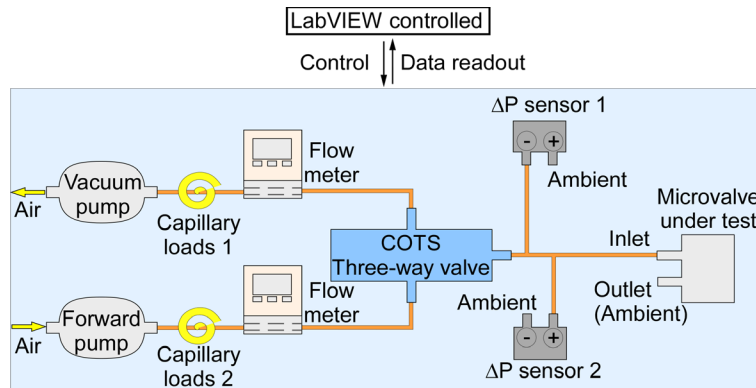 LabVIEW controlled
Control
Data readout
ΔP sensor 1
- +
Ambient
Flow
meter
Vacuum
pump
Air
Capillary
loads 1
COTS
Three-way valve
Microvalve
under test
Inlet
Outlet
(Ambient)
Flow
meter
Ambient
- +
ΔP sensor 2
Forward
pump
Air
Capillary
loads 2